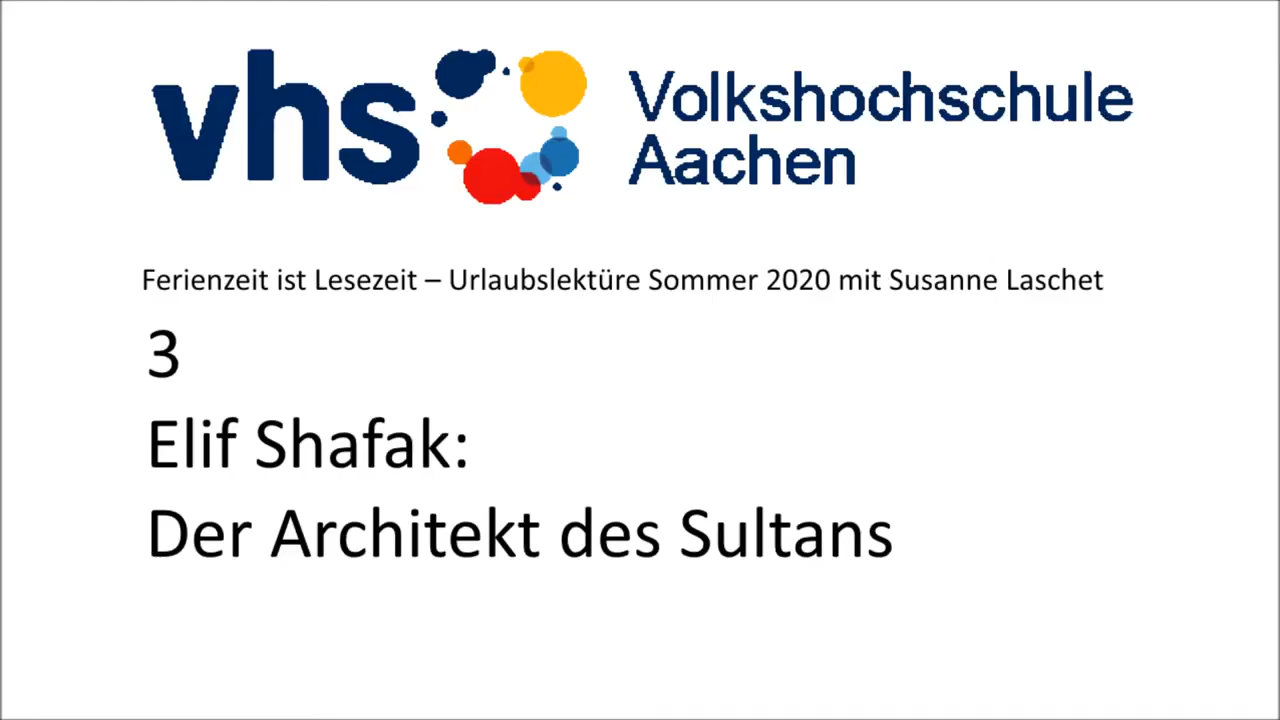 vhs Volkshochschule
Aachen
Ferienzeit ist Lesezeit – Urlaubslektüre Sommer 2020 mit Susanne Laschet
3
Elif Shafak:
Der Architekt des Sultans